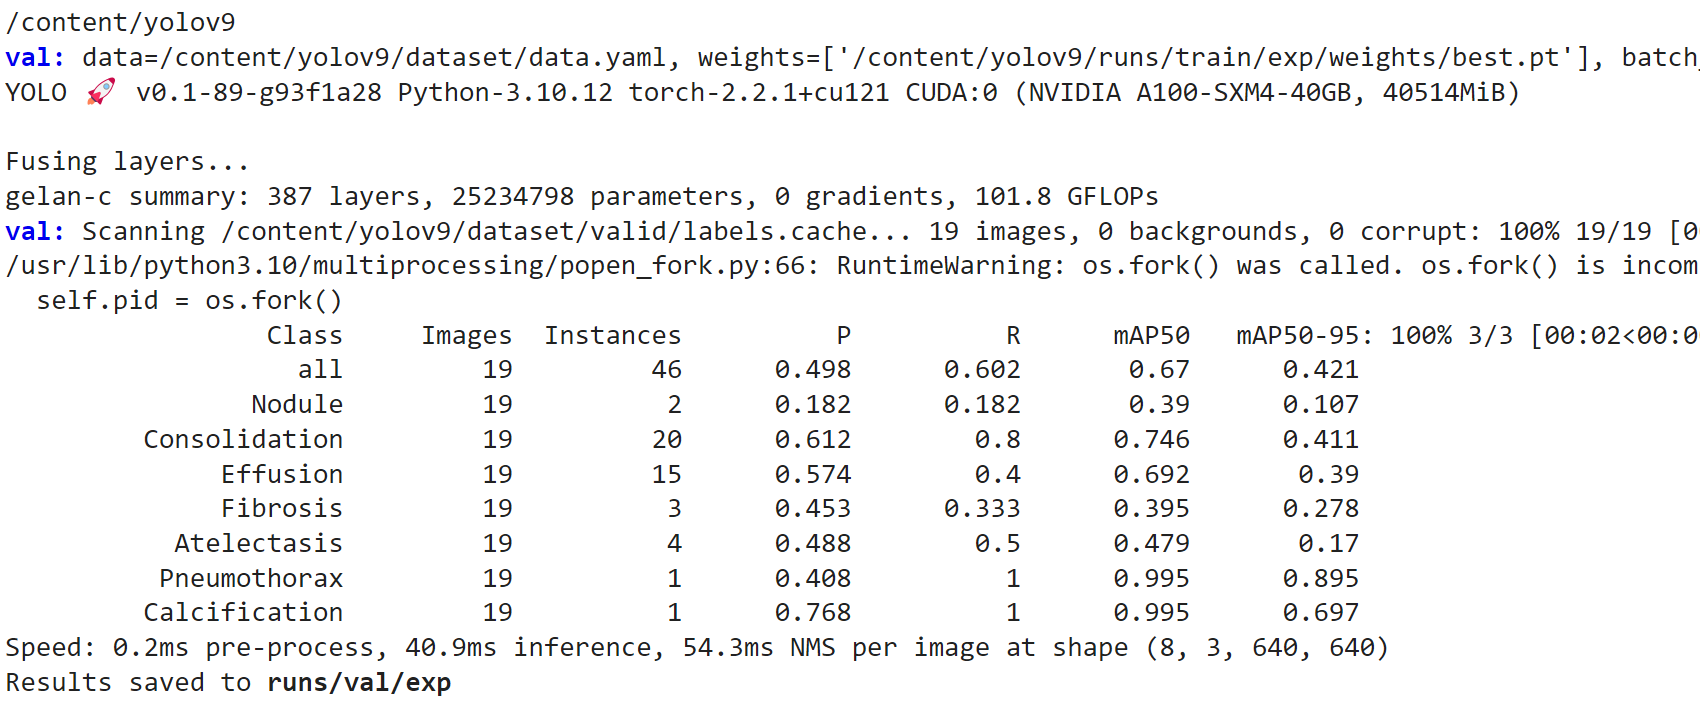 /content/yolov9
val: data=/content/yolov9/dataset/data.yaml, weights=['/content/yolov9/runs/train/exp/weights/best.pt'], batch_
YOLO 🚀 v0.1-89-g93f1a28 Python-3.10.12 torch-2.2.1+cu121 CUDA:0 (NVIDIA A100-SXM4-40GB, 40514MiB)
Fusing layers...
gelan-c summary: 387 layers, 25234798 parameters, 0 gradients, 101.8 GFLOPs
val: Scanning /content/yolov9/dataset/valid/labels.cache... 19 images, 0 backgrounds, 0 corrupt: 100% 19/19 [0
/usr/lib/python3.10/multiprocessing/popen_fork.py:66: RuntimeWarning: os.fork() was called. os.fork() is incom
self.pid = os.fork()
Class Images Instances P R mAP50 mAP50-95: 100% 3/3 [00:02<00:0
all 19 46 0.498 0.602 0.67 0.421
Nodule 19 2 0.182 0.182 0.39 0.107
Consolidation 19 20 0.612 0.8 0.746 0.411
Effusion 19 15 0.574 0.4 0.692 0.39
Fibrosis 19 3 0.453 0.333 0.395 0.278
Atelectasis 19 4 0.488 0.5 0.479 0.17
Pneumothorax 19 1 0.408 1 0.995 0.895
Calcification 19 1 0.768 1 0.995 0.697
Speed: 0.2ms pre-process, 40.9ms inference, 54.3ms NMS per image at shape (8, 3, 640, 640)
Results saved to runs/val/exp